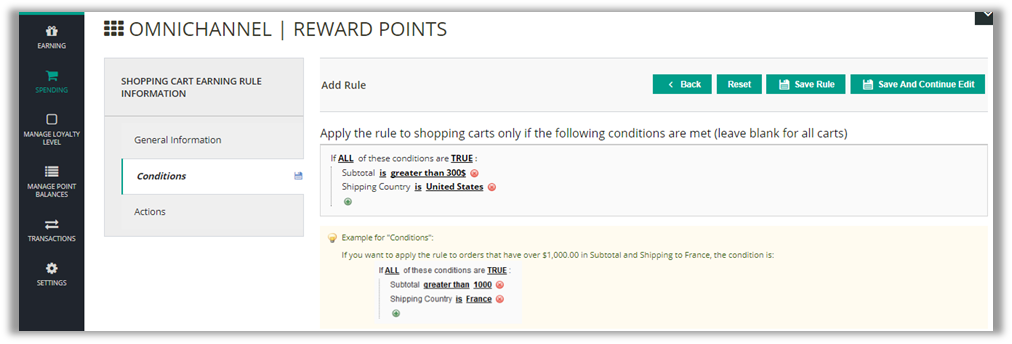 OMNICHANNEL | REWARD POINTS
EARNING
SPENDING
MANAGE LOYALTY
LEVEL
MANAGE POINT
BALANCES
TRANSACTIONS
SETTINGS
SHOPPING CART EARNING RULE
INFORMATION
General Information
Conditions
Actions
Add Rule
< Back
Reset
Save Rule
Save And Continue Edit
Apply the rule to shopping carts only if the following conditions are met (leave blank for all carts)
If ALL of these conditions are TRUE :
Subtotal is greater than 300$
Shipping Country is United States
Example for "Conditions":
If you want to apply the rule to orders that have over $1,000.00 in Subtotal and Shipping to France, the condition is:
If ALL of these conditions are TRUE :
Subtotal greater than 1000
Shipping Country is France